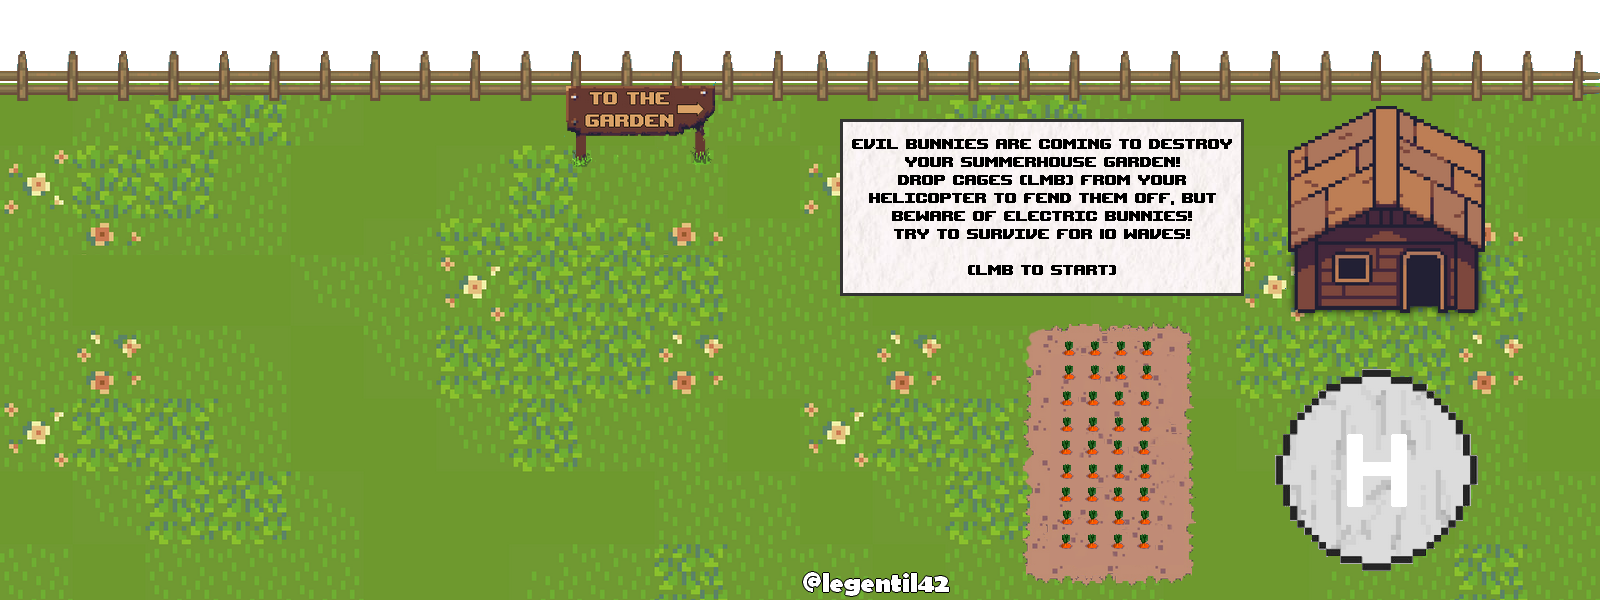 TO THE
GARDEN
EVIL BUNNIES ARE COMING TO DESTROY
YOUR SUMMERHOUSE GARDEN!
DROP CAGES (LMB) FROM YOUR
HELICOPTER TO FEND THEM OFF, BUT
BEWARE OF ELECTRIC BUNNIES!
TRY TO SURVIVE FOR 10 WAVES!
(LMB TO START)
H
@legentil42